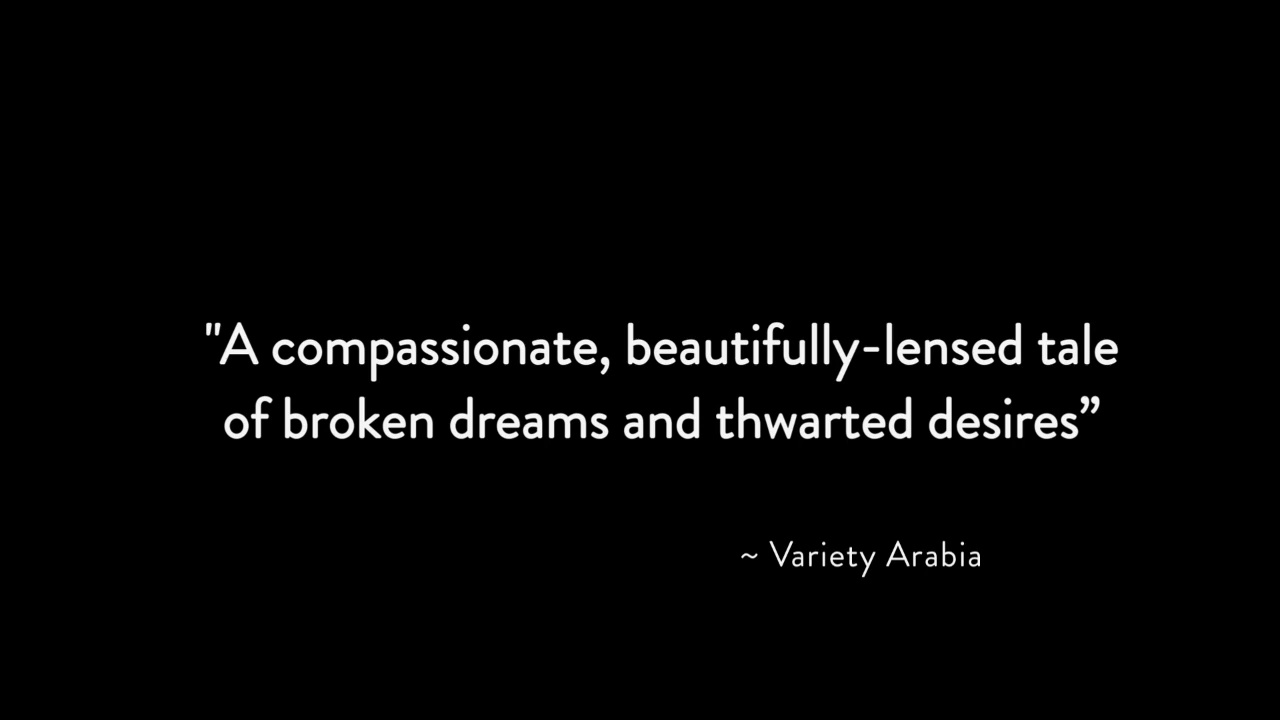 "A compassionate, beautifully-lensed tale
of broken dreams and thwarted desires”
~ Variety Arabia